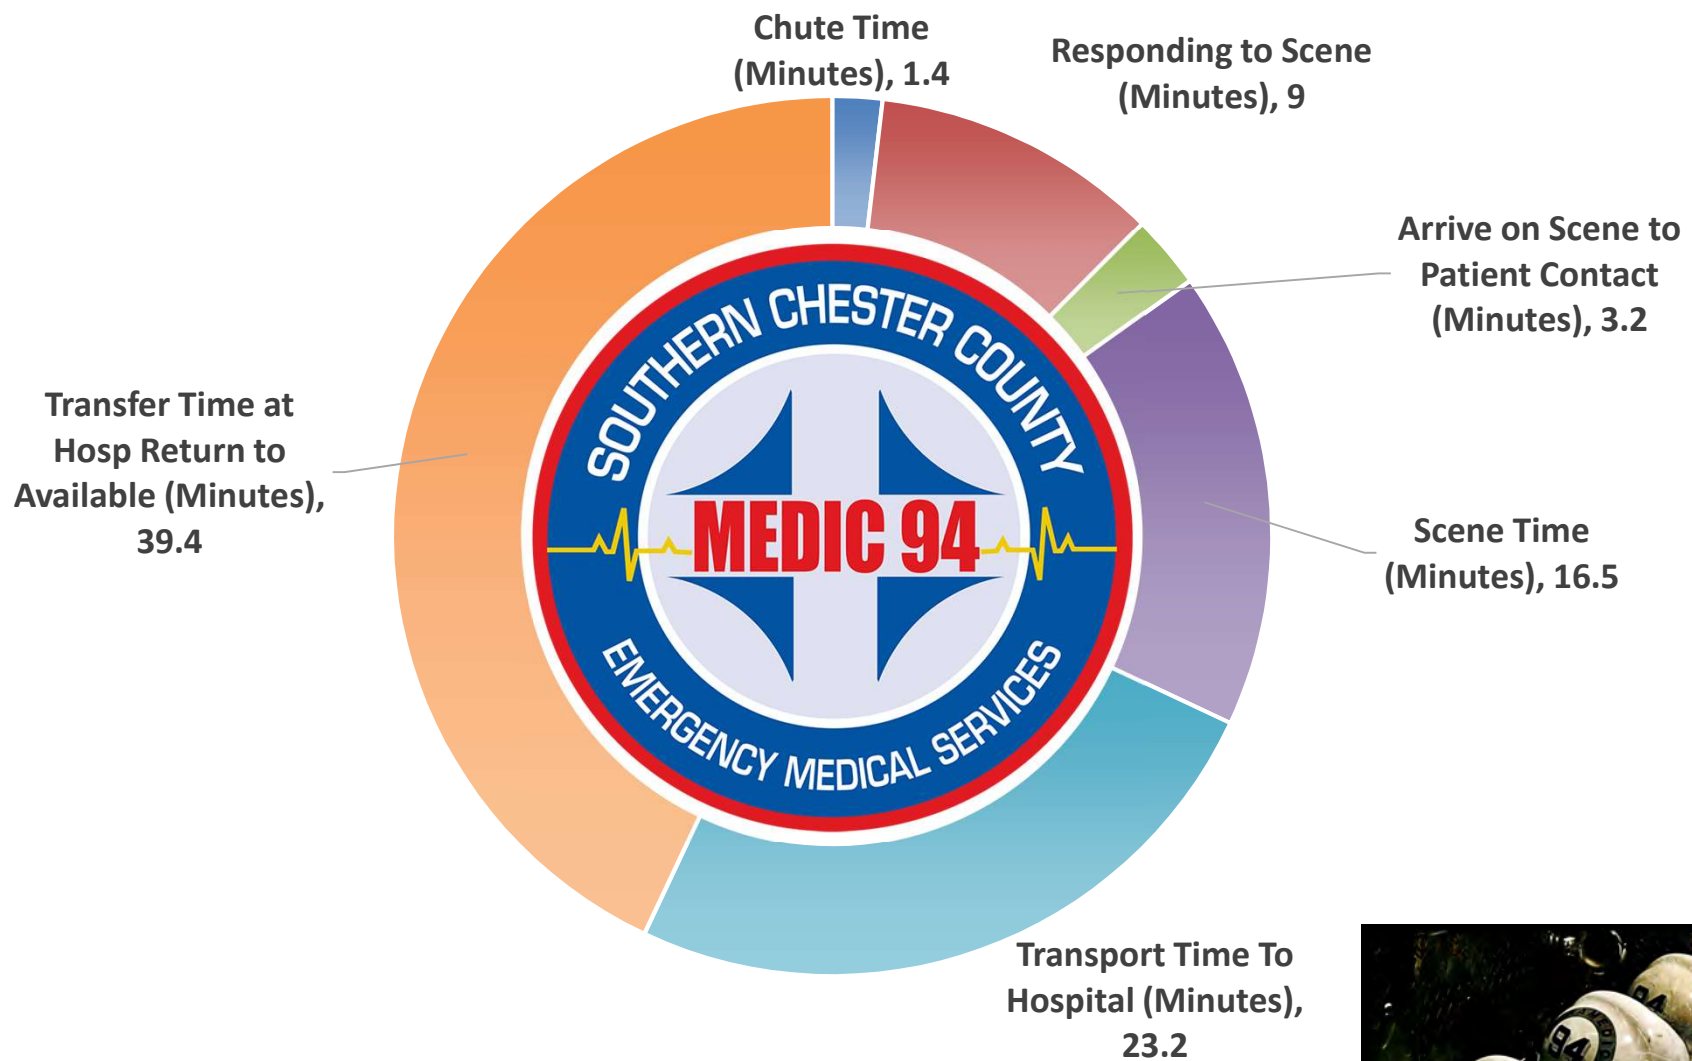 Chute Time
(Minutes), 1.4
Responding to Scene
(Minutes), 9
Arrive on Scene to
Patient Contact
(Minutes), 3.2
Scene Time
(Minutes), 16.5
Transport Time To
Hospital (Minutes),
23.2
Transfer Time at
Hosp Return to
Available (Minutes),
39.4
SOUTHERN CHESTER COUNTY
MEDIC 94
EMERGENCY MEDICAL SERVICES
94
94